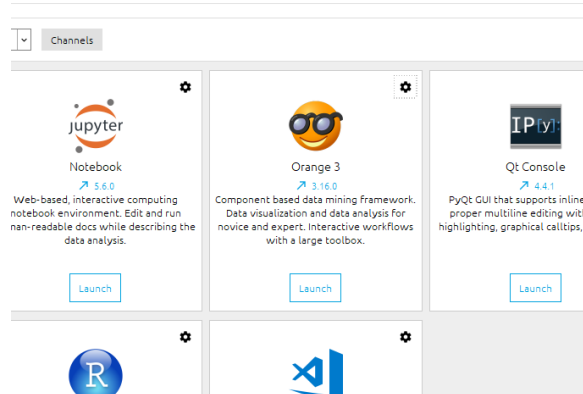 Channels
jupyter
Notebook
5.6.0
Web-based, interactive computing
notebook environment. Edit and run
man-readable docs while describing the
data analysis.
Launch
Orange 3
3.16.0
Component based data mining framework.
Data visualization and data analysis for
novice and expert. Interactive workflows
with a large toolbox.
Launch
IP[y]:
Qt Console
4.4.1
PyQt GUI that supports inline
proper multiline editing with
highlighting, graphical calltips,
Launch
R